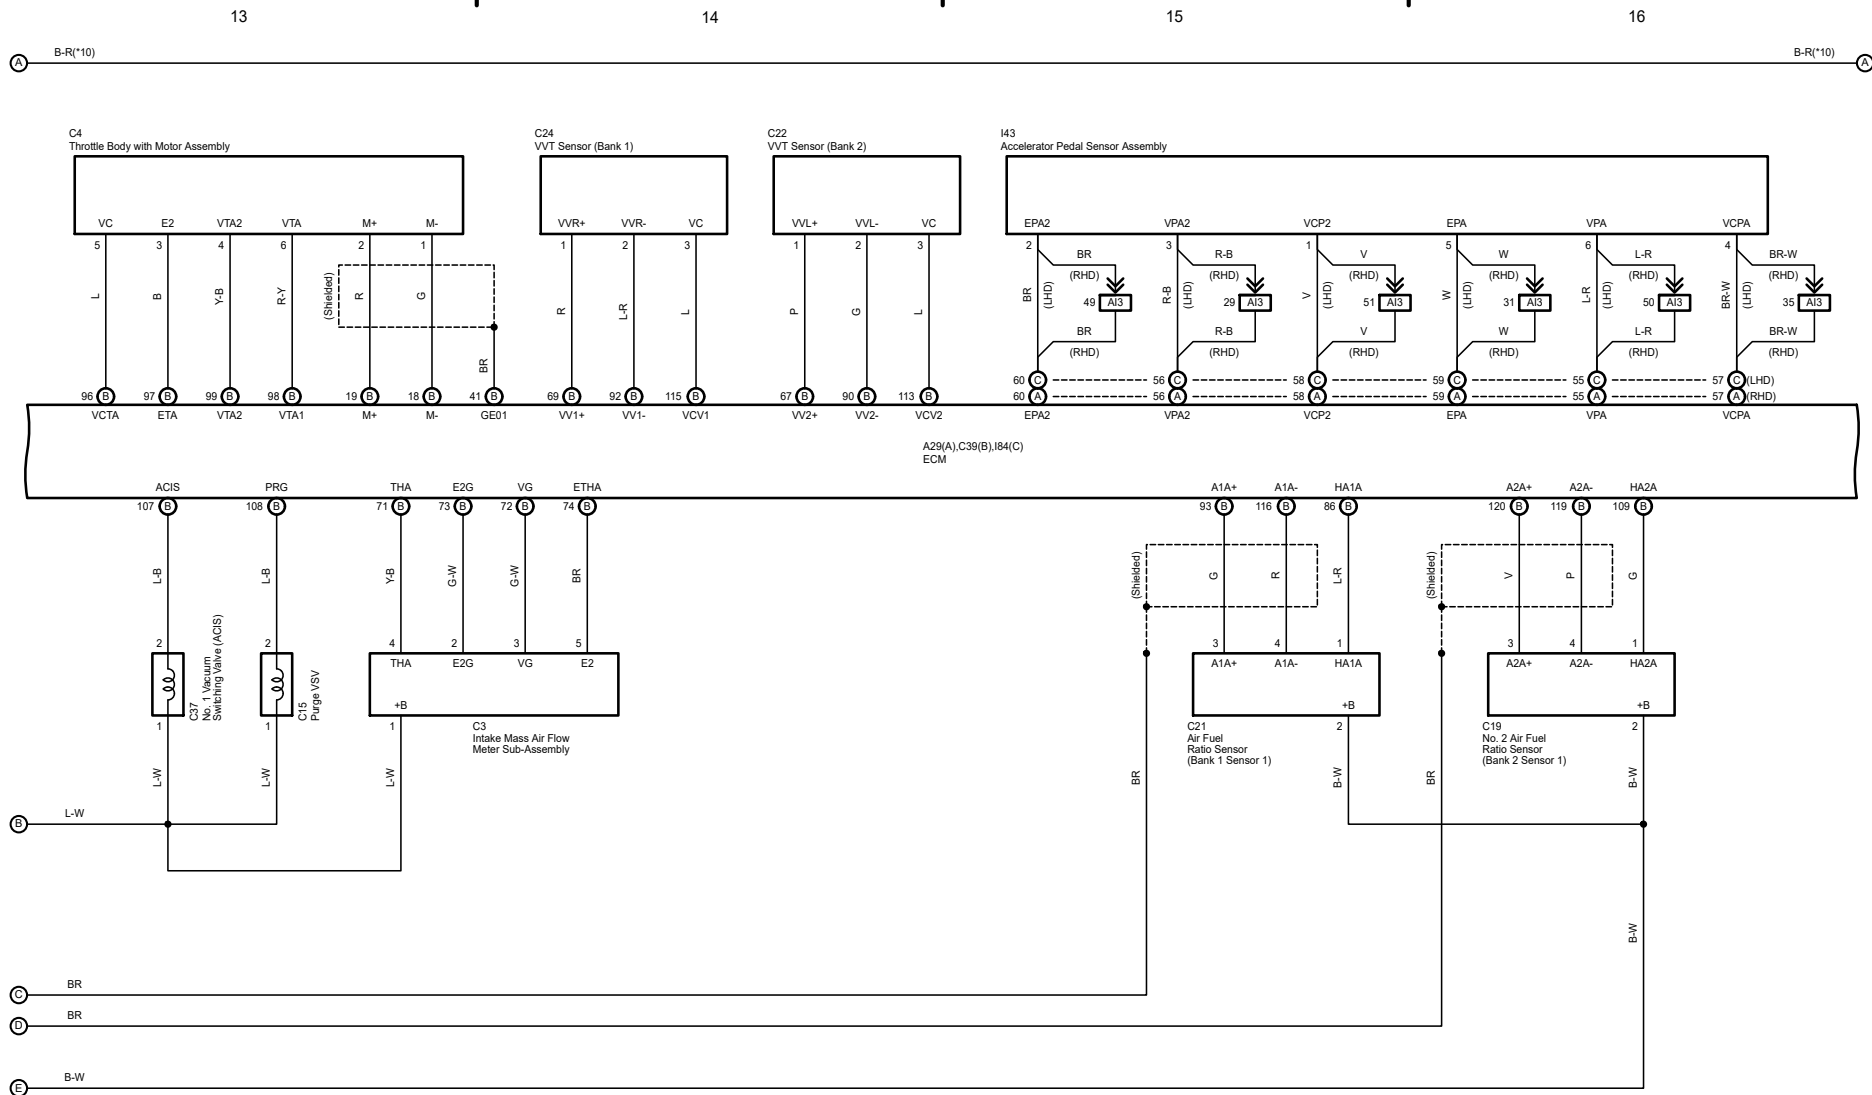 13 14 15 16
B-R(*10) B-R(*10)
A A
C4 C24 C22 I43
Throttle Body with Motor Assembly VVT Sensor (Bank 1) VVT Sensor (Bank 2) Accelerator Pedal Sensor Assembly
VC E2 VTA2 VTA M+ M- VVR+ VVR- VC VVL+ VVL- VC EPA2 VPA2 VCP2 EPA VPA VCPA
5 3 4 6 2 1 1 2 3 1 2 3 2 3 1 5 6 4
BR R-B V W L-R BR-W
(RHD) (RHD) (RHD) (RHD) (RHD) (RHD)
L B Y-B R-Y (Shielded) R G R L-R L P G L BR (LHD) R-B (LHD) V (LHD) W (LHD) L-R (LHD) BR-W (LHD)
49 AI3 29 AI3 51 AI3 31 AI3 50 AI3 35 AI3
BR R-B V W L-R BR-W
(RHD) (RHD) (RHD) (RHD) (RHD) (RHD)
BR
60 C 56 C 58 C 59 C 55 C 57 C (LHD)
96 B 97 B 99 B 98 B 19 B 18 B 41 B 69 B 92 B 115 B 67 B 90 B 113 B 60 A 56 A 58 A 59 A 55 A 57 A (RHD)
VCTA ETA VTA2 VTA1 M+ M- GE01 VV1+ VV1- VCV1 VV2+ VV2- VCV2 EPA2 VPA2 VCP2 EPA VPA VCPA
A29(A),C39(B),I84(C)
ECM
ACIS PRG THA E2G VG ETHA A1A+ A1A- HA1A A2A+ A2A- HA2A
107 B 108 B 71 B 73 B 72 B 74 B 93 B 116 B 86 B 120 B 119 B 109 B
L-B L-B Y-B G-W G-W BR (Shielded) G R L-R (Shielded) V P G
2 2 4 2 3 5 3 4 1 3 4 1
THA E2G VG E2 A1A+ A1A- HA1A A2A+ A2A- HA2A
C37
No. 1 Vacuum
Switching Valve (ACIS)
C15
Purge VSV
+B +B +B
1 1 1 2 2
C3
Intake Mass Air Flow
Meter Sub-Assembly
C21
Air Fuel
Ratio Sensor
(Bank 1 Sensor 1)
C19
No. 2 Air Fuel
Ratio Sensor
(Bank 2 Sensor 1)
L-W L-W L-W BR B-W BR B-W
B L-W
B-W
C BR
D BR
E B-W